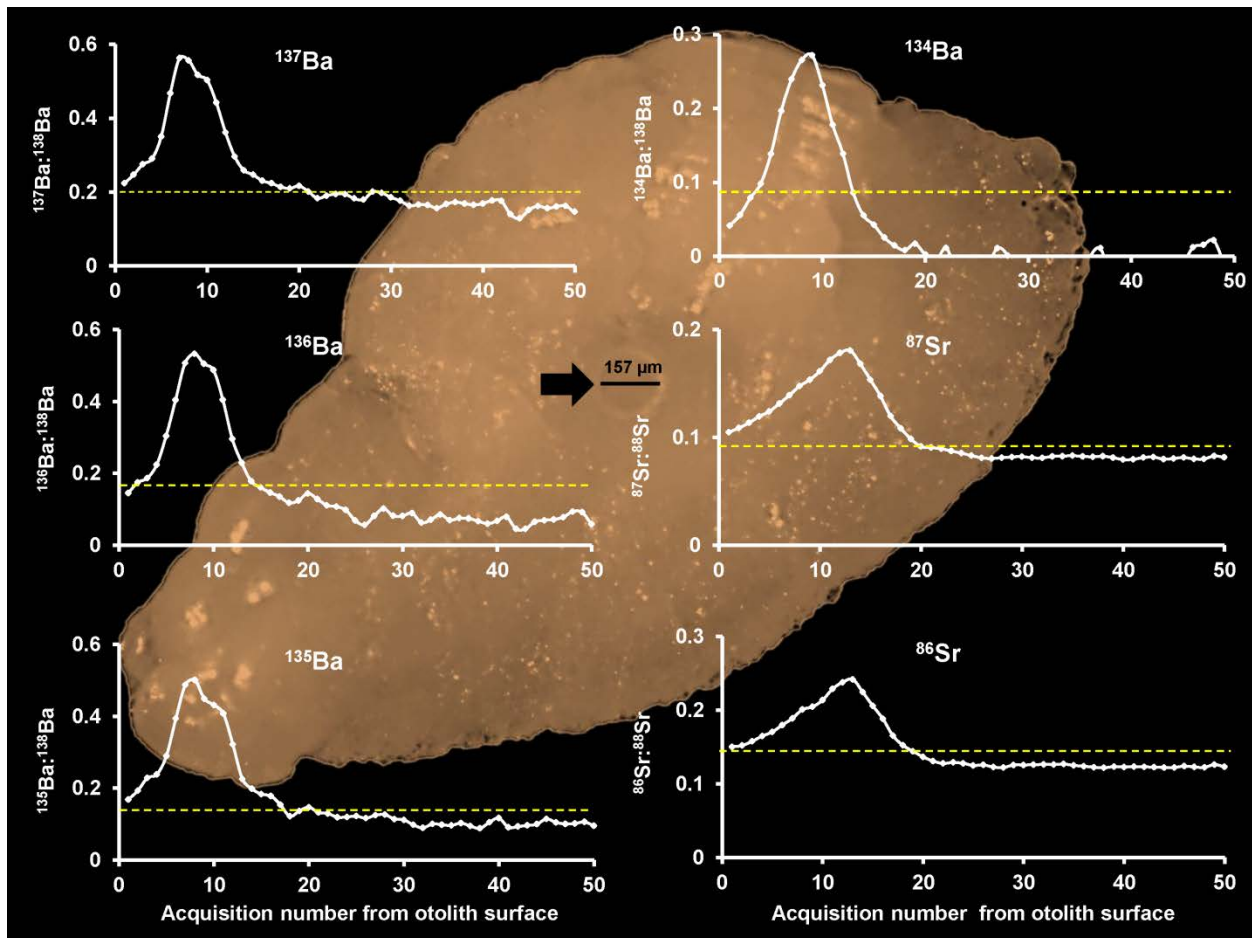 0.6
0.4
0.2
0
¹³⁷Ba:¹³⁸Ba
¹³⁷Ba
0 10 20 30 40 50
0.3
0.2
0.1
0
¹³⁴Ba:¹³⁸Ba
¹³⁴Ba
0 10 20 30 40 50
0.6
0.4
0.2
0
¹³⁶Ba:¹³⁸Ba
¹³⁶Ba
0 10 20 30 40 50
157 µm
0.2
0.1
0
⁸⁷Sr:⁸⁸Sr
⁸⁷Sr
0 10 20 30 40 50
0.6
0.4
0.2
0
¹³⁵Ba:¹³⁸Ba
¹³⁵Ba
0 10 20 30 40 50
Acquisition number from otolith surface
0.3
0.2
0.1
0
⁸⁶Sr:⁸⁸Sr
⁸⁶Sr
0 10 20 30 40 50
Acquisition number from otolith surface